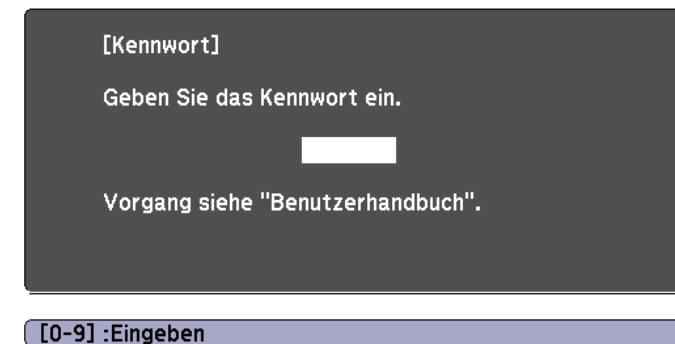 [Kennwort]
Geben Sie das Kennwort ein.
Vorgang siehe "Benutzerhandbuch".
[0-9] :Eingeben